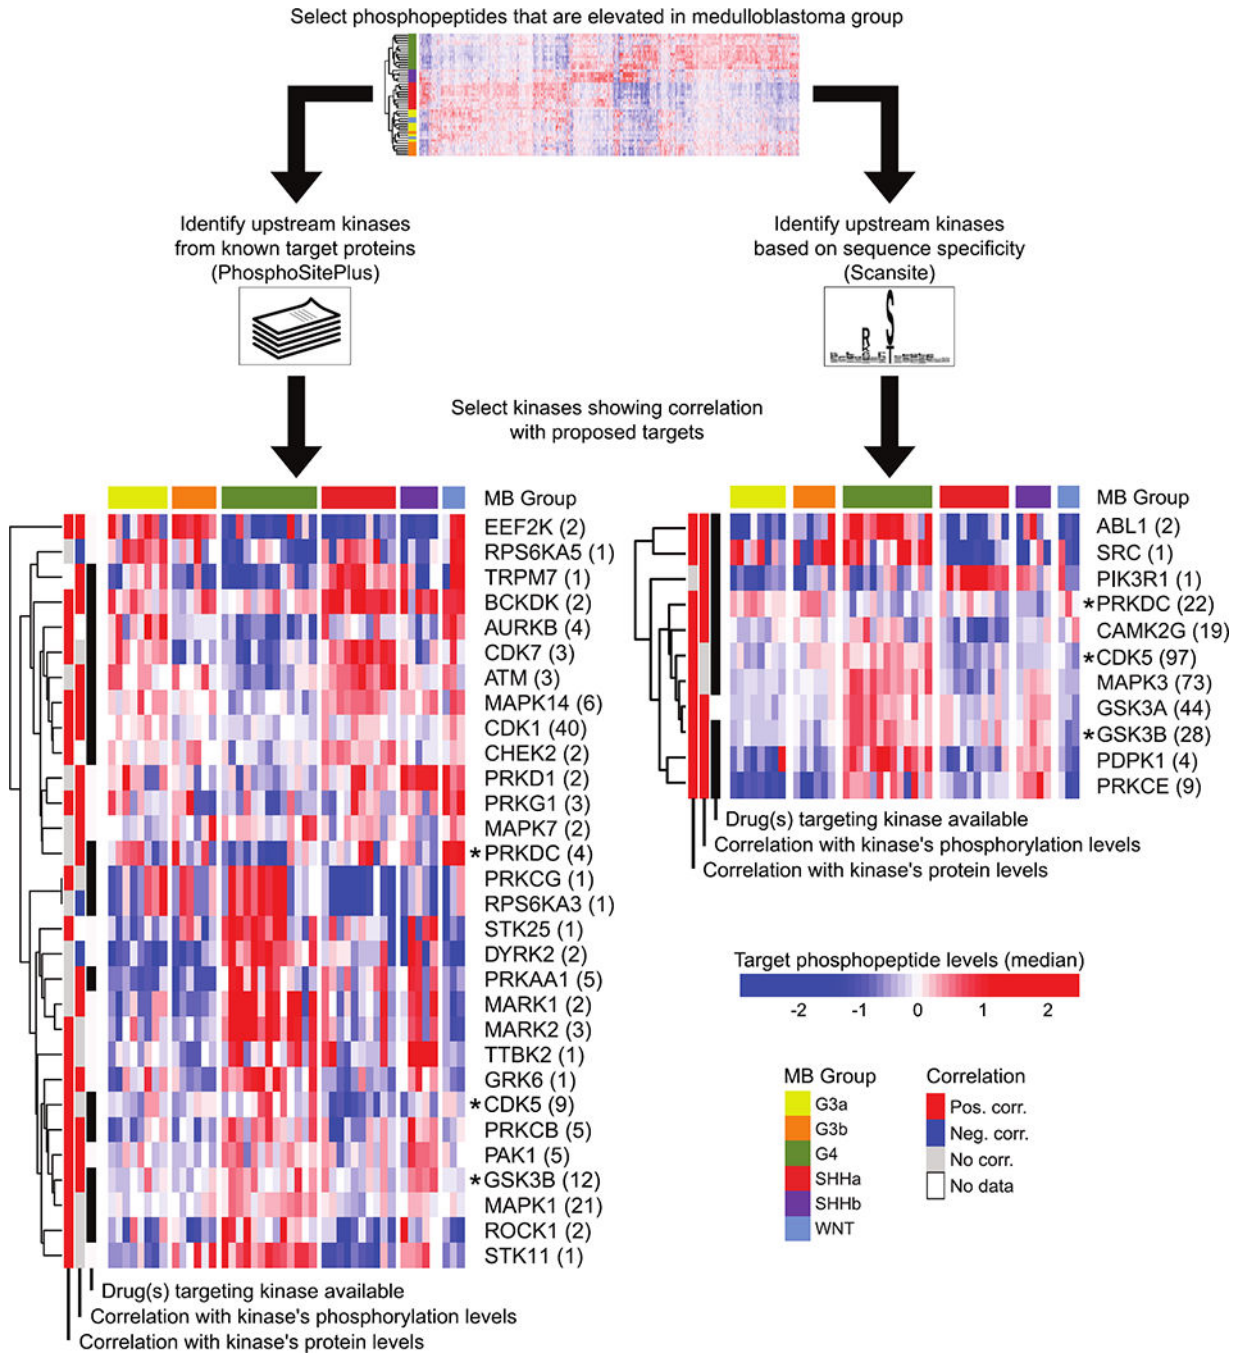 Select phosphopeptides that are elevated in medulloblastoma group
Identify upstream kinases
from known target proteins
(PhosphoSitePlus)
Identify upstream kinases
based on sequence specificity
(Scansite)
R
S
T
Select kinases showing correlation
with proposed targets
MB Group
EEF2K (2)
RPS6KA5 (1)
TRPM7 (1)
BCKDK (2)
AURKB (4)
CDK7 (3)
ATM (3)
MAPK14 (6)
CDK1 (40)
CHEK2 (2)
PRKD1 (2)
PRKG1 (3)
MAPK7 (2)
*PRKDC (4)
PRKCG (1)
RPS6KA3 (1)
STK25 (1)
DYRK2 (2)
PRKAA1 (5)
MARK1 (2)
MARK2 (3)
TTBK2 (1)
GRK6 (1)
*CDK5 (9)
PRKCB (5)
PAK1 (5)
*GSK3B (12)
MAPK1 (21)
ROCK1 (2)
STK11 (1)
Drug(s) targeting kinase available
Correlation with kinase's phosphorylation levels
Correlation with kinase's protein levels
MB Group
ABL1 (2)
SRC (1)
PIK3R1 (1)
*PRKDC (22)
CAMK2G (19)
*CDK5 (97)
MAPK3 (73)
GSK3A (44)
*GSK3B (28)
PDPK1 (4)
PRKCE (9)
Drug(s) targeting kinase available
Correlation with kinase's phosphorylation levels
Correlation with kinase's protein levels
Target phosphopeptide levels (median)
-2 -1 0 1 2
MB Group
G3a
G3b
G4
SHHa
SHHb
WNT
Correlation
Pos. corr.
Neg. corr.
No corr.
No data